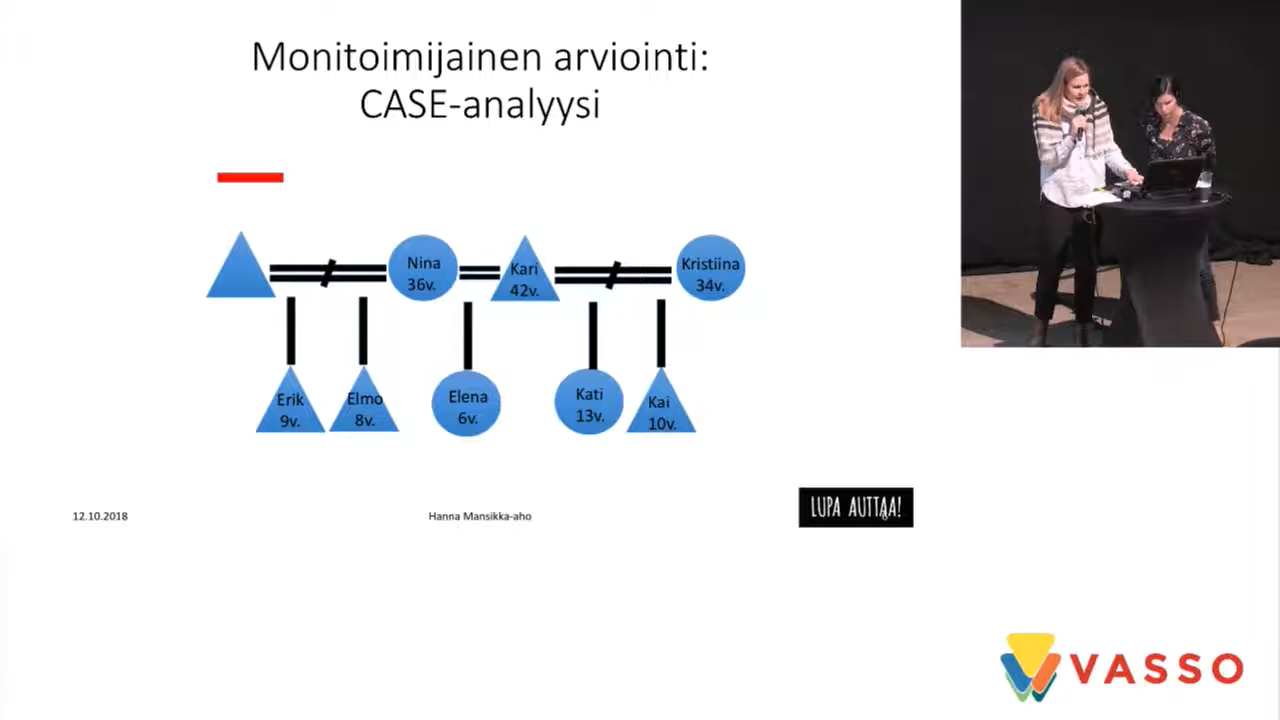 Monitoimijainen arviointi:
CASE-analyysi
Nina
36v.
Kari
42v.
Kristiina
34v.
Erik
9v.
Elmo
8v.
Elena
6v.
Kati
13v.
Kai
10v.
12.10.2018
Hanna Mansikka-aho
LUPA AUTTAA!
VASSO